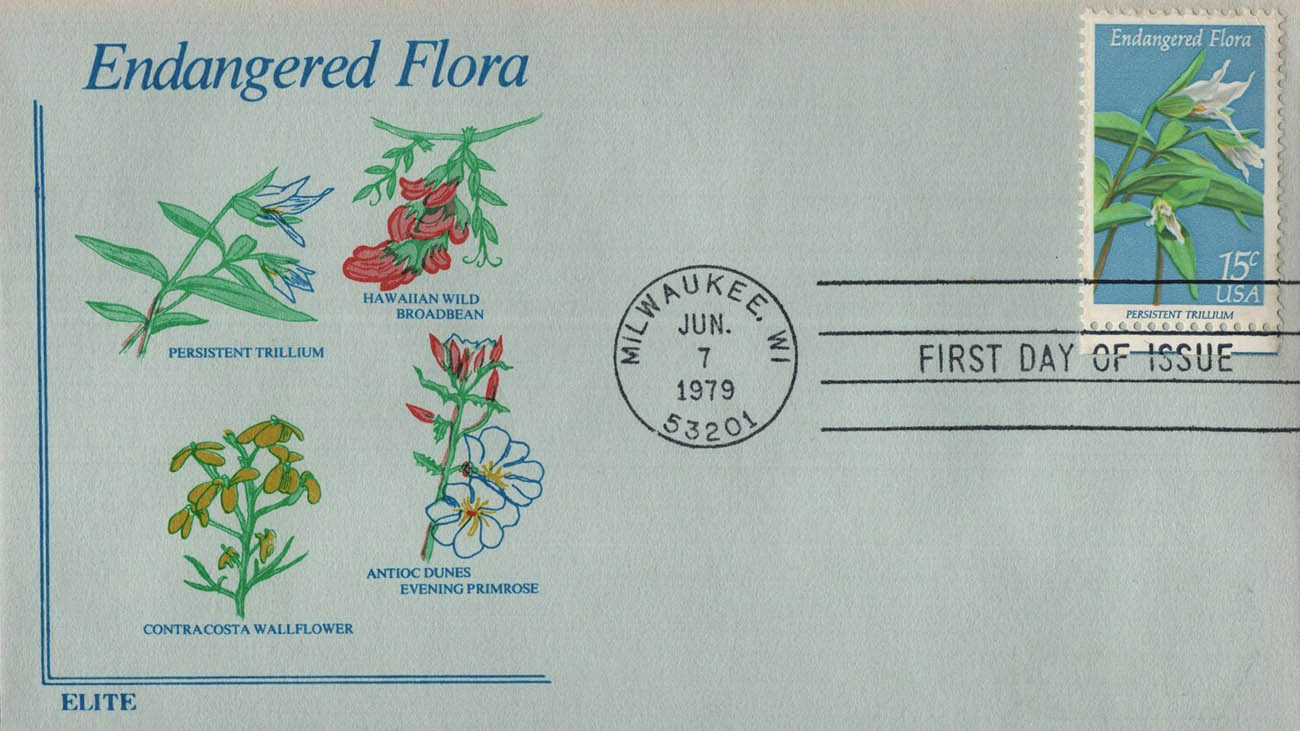 Endangered Flora
HAWAIIAN WILD
BROADBEAN
PERSISTENT TRILLIUM
ANTIOC DUNES
EVENING PRIMROSE
CONTRACOSTA WALLFLOWER
ELITE
MILWAUKEE, WI
JUN.
7
1979
53201
Endangered Flora
15c
USA
PERSISTENT TRILLIUM
FIRST DAY OF ISSUE